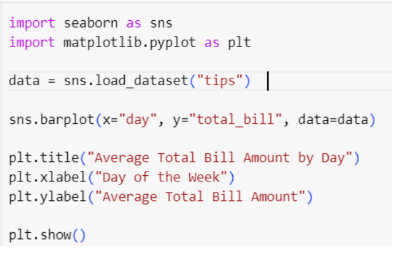 import seaborn as sns
import matplotlib.pyplot as plt
data = sns.load_dataset("tips")
sns.barplot(x="day", y="total_bill", data=data)
plt.title("Average Total Bill Amount by Day")
plt.xlabel("Day of the Week")
plt.ylabel("Average Total Bill Amount")
plt.show()